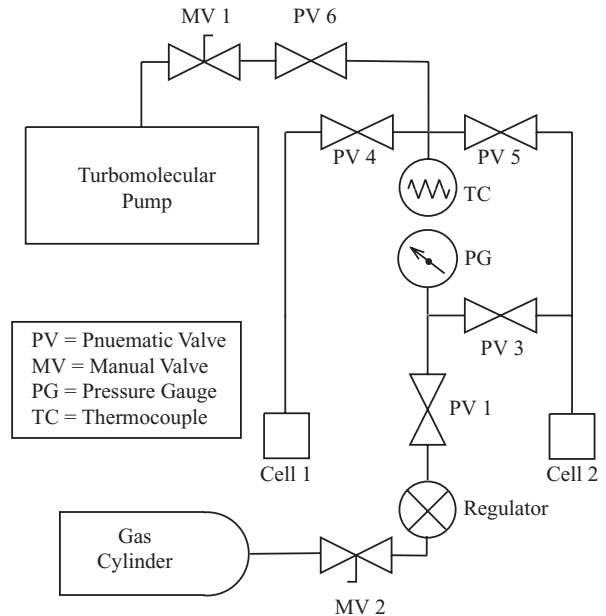 MV 1
PV 6
Turbomolecular
Pump
PV 4
PV 5
TC
PG
PV 3
PV = Pnuematic Valve
MV = Manual Valve
PG = Pressure Gauge
TC = Thermocouple
PV 1
Cell 1
Cell 2
Regulator
Gas
Cylinder
MV 2